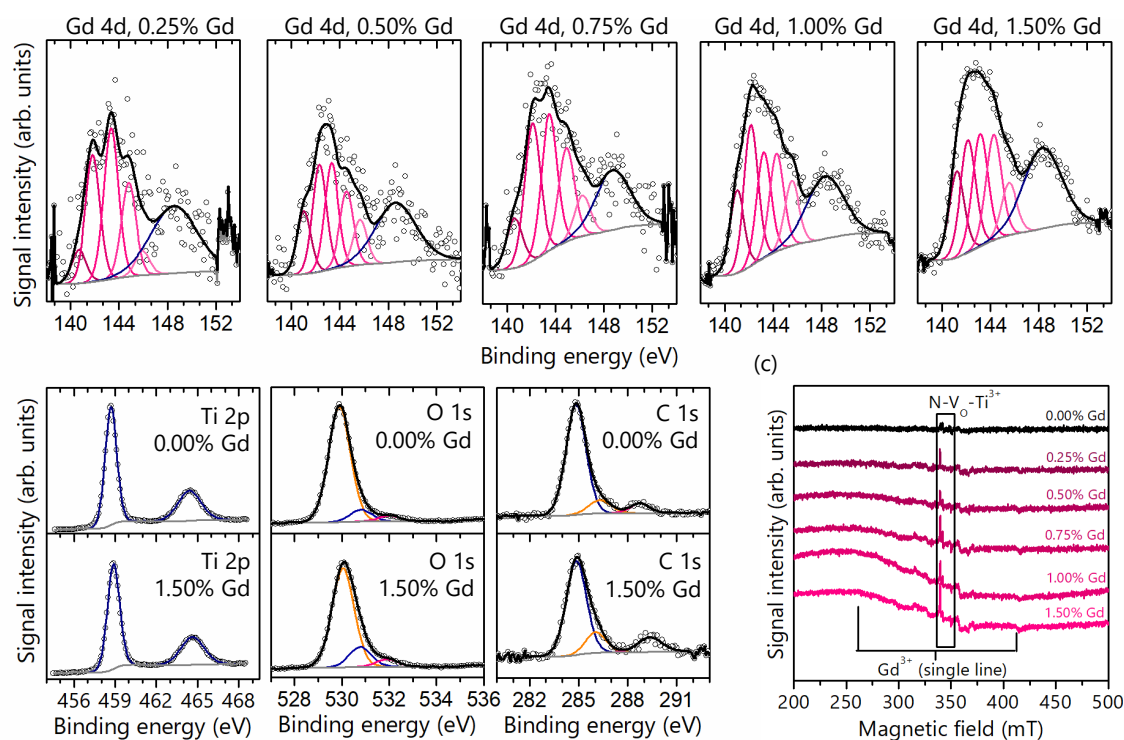 Gd 4d, 0.25% Gd
Gd 4d, 0.50% Gd
Gd 4d, 0.75% Gd
Gd 4d, 1.00% Gd
Gd 4d, 1.50% Gd
Signal intensity (arb. units)
140 144 148 152
140 144 148 152
140 144 148 152
140 144 148 152
140 144 148 152
Binding energy (eV)
(c)
Signal intensity (arb. units)
Ti 2p
0.00% Gd
O 1s
0.00% Gd
C 1s
0.00% Gd
Ti 2p
1.50% Gd
O 1s
1.50% Gd
C 1s
1.50% Gd
456 459 462 465 468
528 530 532 534 536
280 282 285 288 291
Binding energy (eV)
Binding energy (eV)
Binding energy (eV)
Signal intensity (arb. units)
N-VO-Ti3+
0.00% Gd
0.25% Gd
0.50% Gd
0.75% Gd
1.00% Gd
1.50% Gd
Gd3+ (single line)
200 250 300 350 400 450 500
Magnetic field (mT)